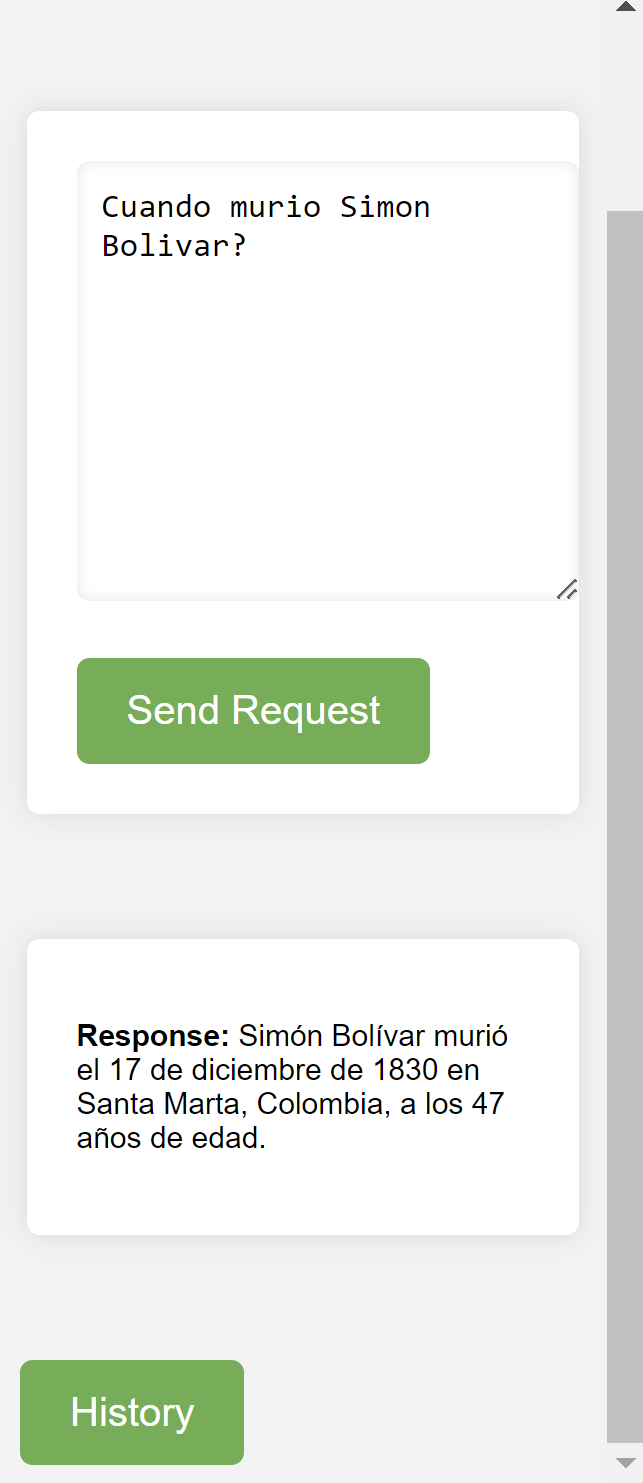 Cuando murio Simon
Bolivar?
Send Request
Response: Simón Bolívar murió
el 17 de diciembre de 1830 en
Santa Marta, Colombia, a los 47
años de edad.
History